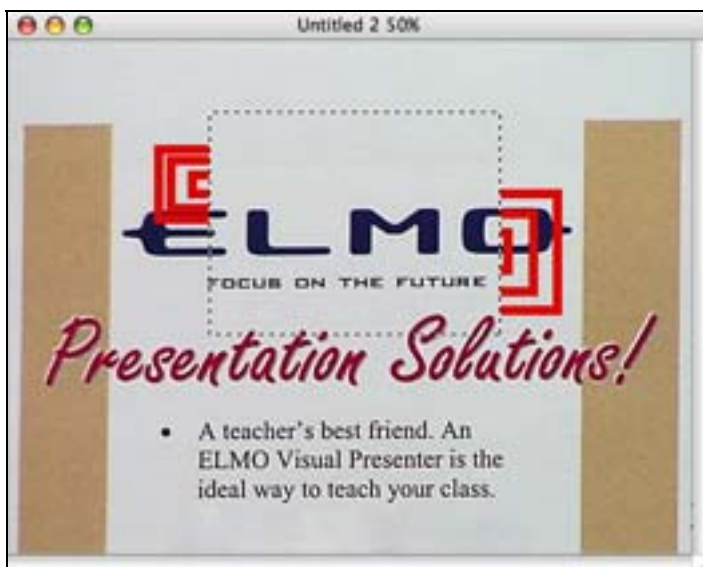 Untitled 2 50%
ELMO
FOCUS ON THE FUTURE
Presentation Solutions!
• A teacher's best friend. An
ELMO Visual Presenter is the
ideal way to teach your class.